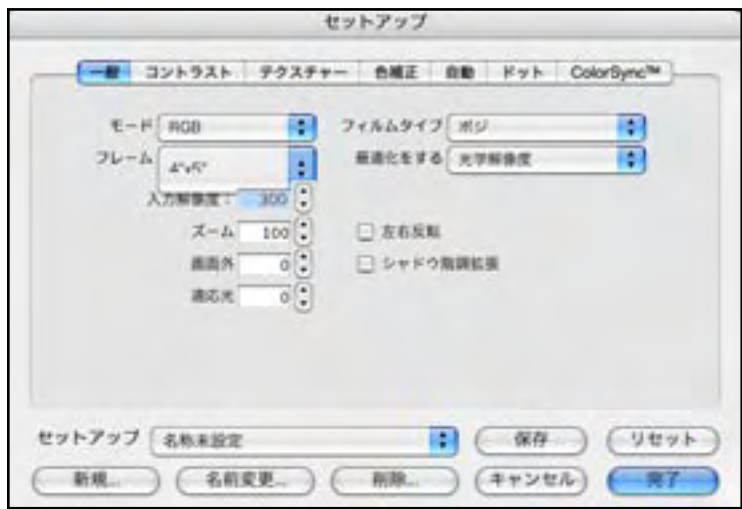 セットアップ
一般 コントラスト テクスチャー 色補正 自動 ドット ColorSync™
モード RGB フィルムタイプ ポジ
フレーム 4"x5" 最適化をする 光学解像度
入力解像度： 300
ズーム 100 左右反転
画面外 0 シャドウ階調拡張
適応光 0
セットアップ 名称未設定 保存 リセット
新規... 名前変更... 削除... キャンセル 完了